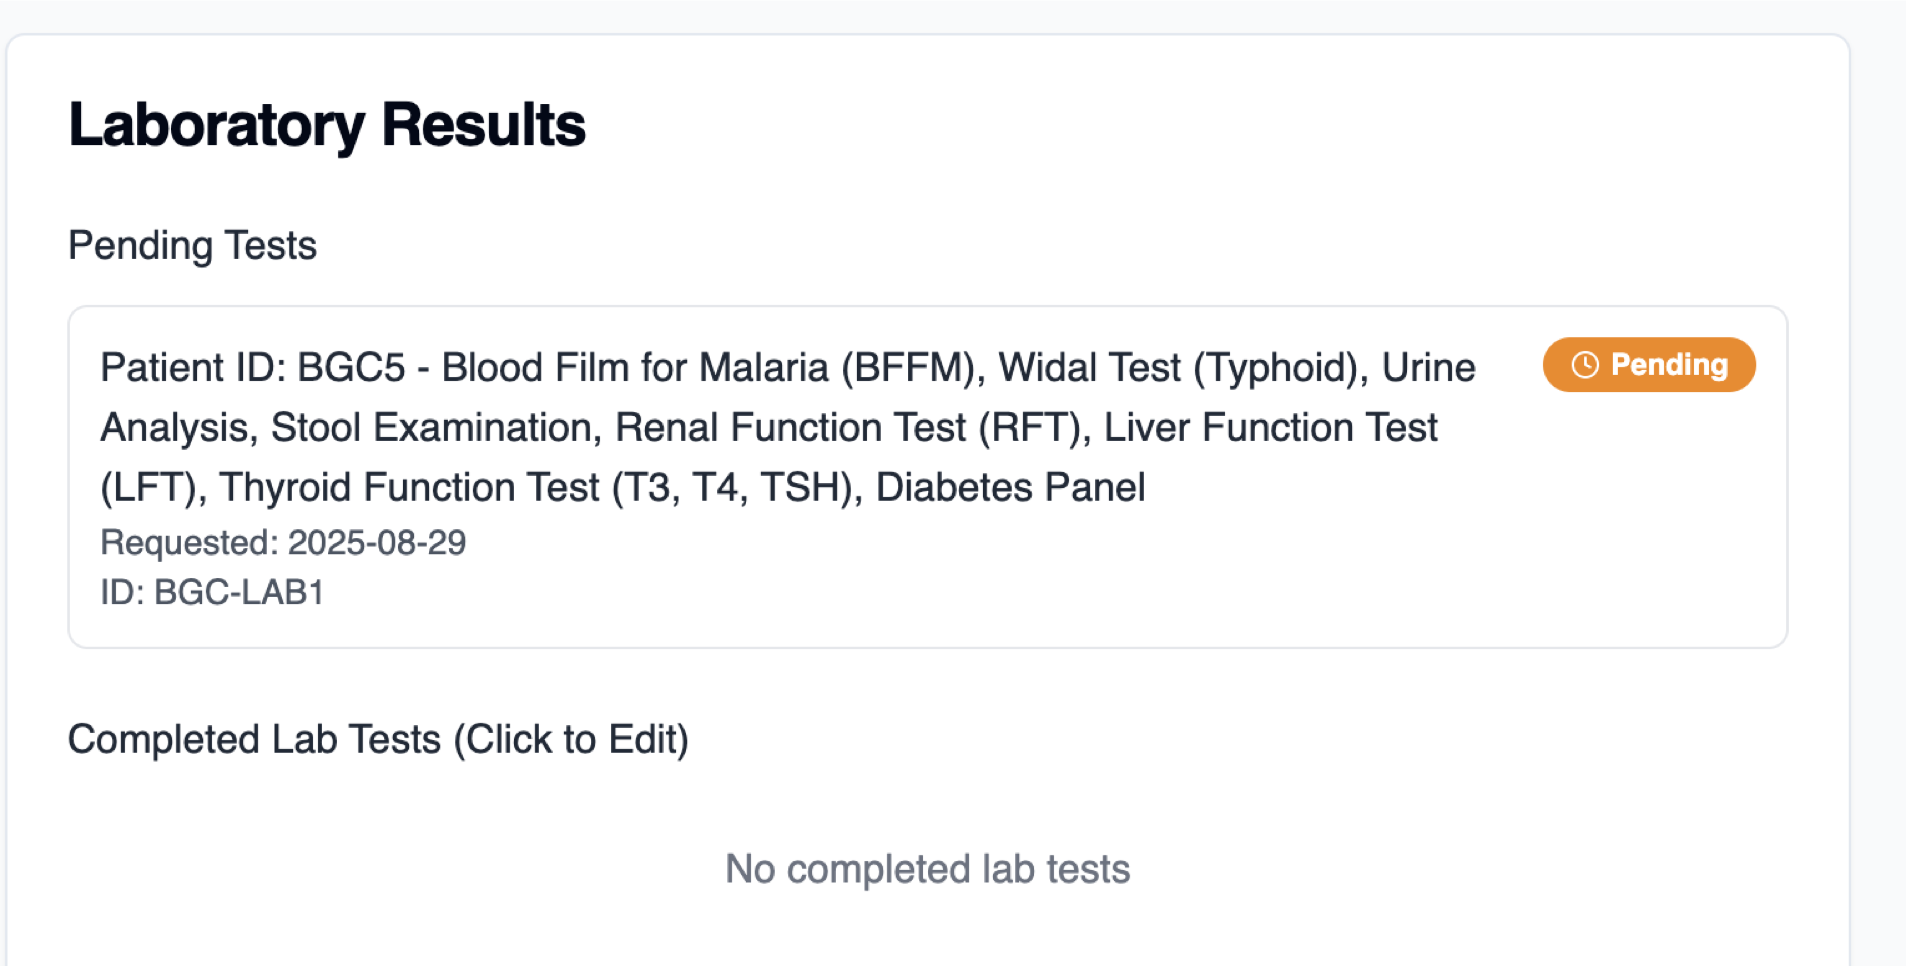 Laboratory Results
Pending Tests
Patient ID: BGC5 - Blood Film for Malaria (BFFM), Widal Test (Typhoid), Urine
Analysis, Stool Examination, Renal Function Test (RFT), Liver Function Test
(LFT), Thyroid Function Test (T3, T4, TSH), Diabetes Panel
Pending
Requested: 2025-08-29
ID: BGC-LAB1
Completed Lab Tests (Click to Edit)
No completed lab tests